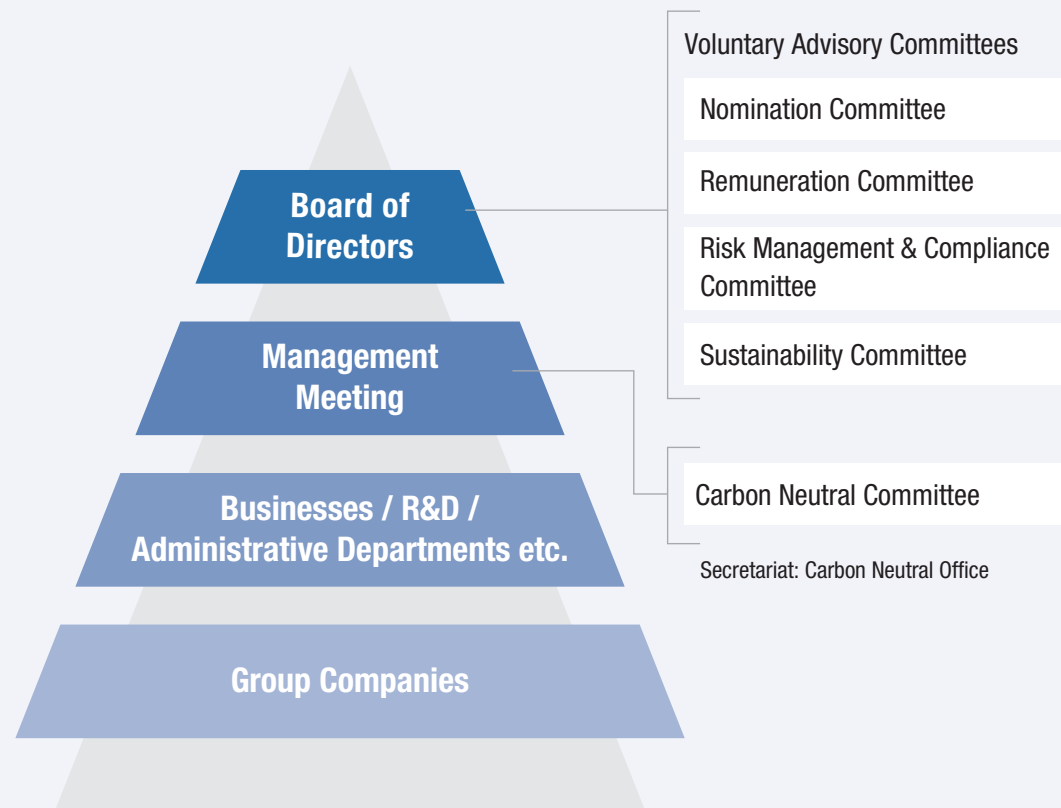 Board of
Directors
Management
Meeting
Businesses / R&D /
Administrative Departments etc.
Group Companies
Voluntary Advisory Committees
Nomination Committee
Remuneration Committee
Risk Management & Compliance
Committee
Sustainability Committee
Carbon Neutral Committee
Secretariat: Carbon Neutral Office